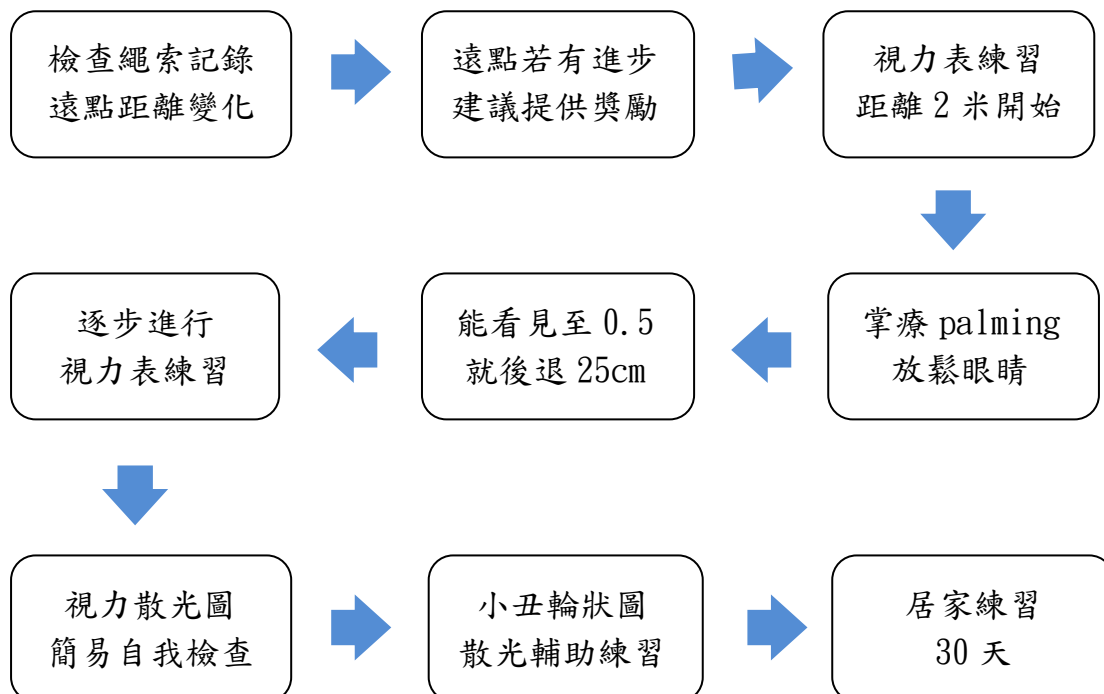 檢查繩索記錄
遠點距離變化
遠點若有進步
建議提供獎勵
視力表練習
距離 2 米開始
掌療 palming
放鬆眼睛
能看見至 0.5
就後退 25cm
逐步進行
視力表練習
視力散光圖
簡易自我檢查
小丑輪狀圖
散光輔助練習
居家練習
30 天